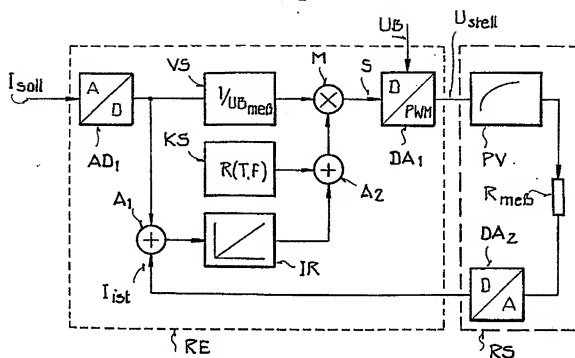 UB
Ustell
VS
M
Isoll
A
D
1/UBmeß
S
D
PWM
AD1
DA1
KS
PV
R(T,F)
A2
Rmeß
A1
DA2
Iist
IR
D
A
RE
RS